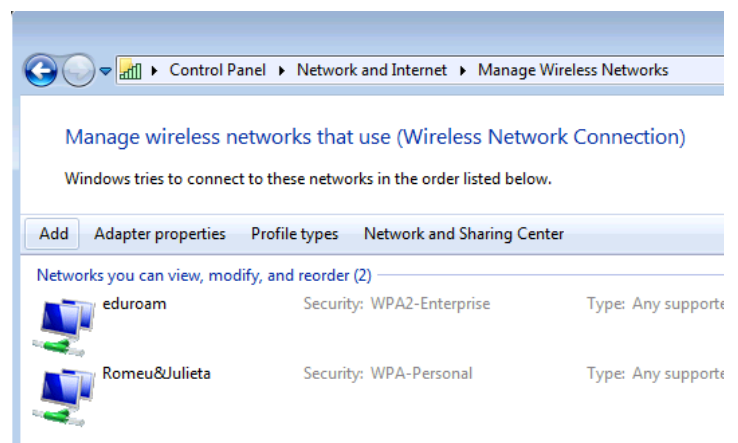 Control Panel Network and Internet Manage Wireless Networks
Manage wireless networks that use (Wireless Network Connection)
Windows tries to connect to these networks in the order listed below.
Add Adapter properties Profile types Network and Sharing Center
Networks you can view, modify, and reorder (2)
eduroam Security: WPA2-Enterprise Type: Any supporte
Romeu&Julieta Security: WPA-Personal Type: Any supporte